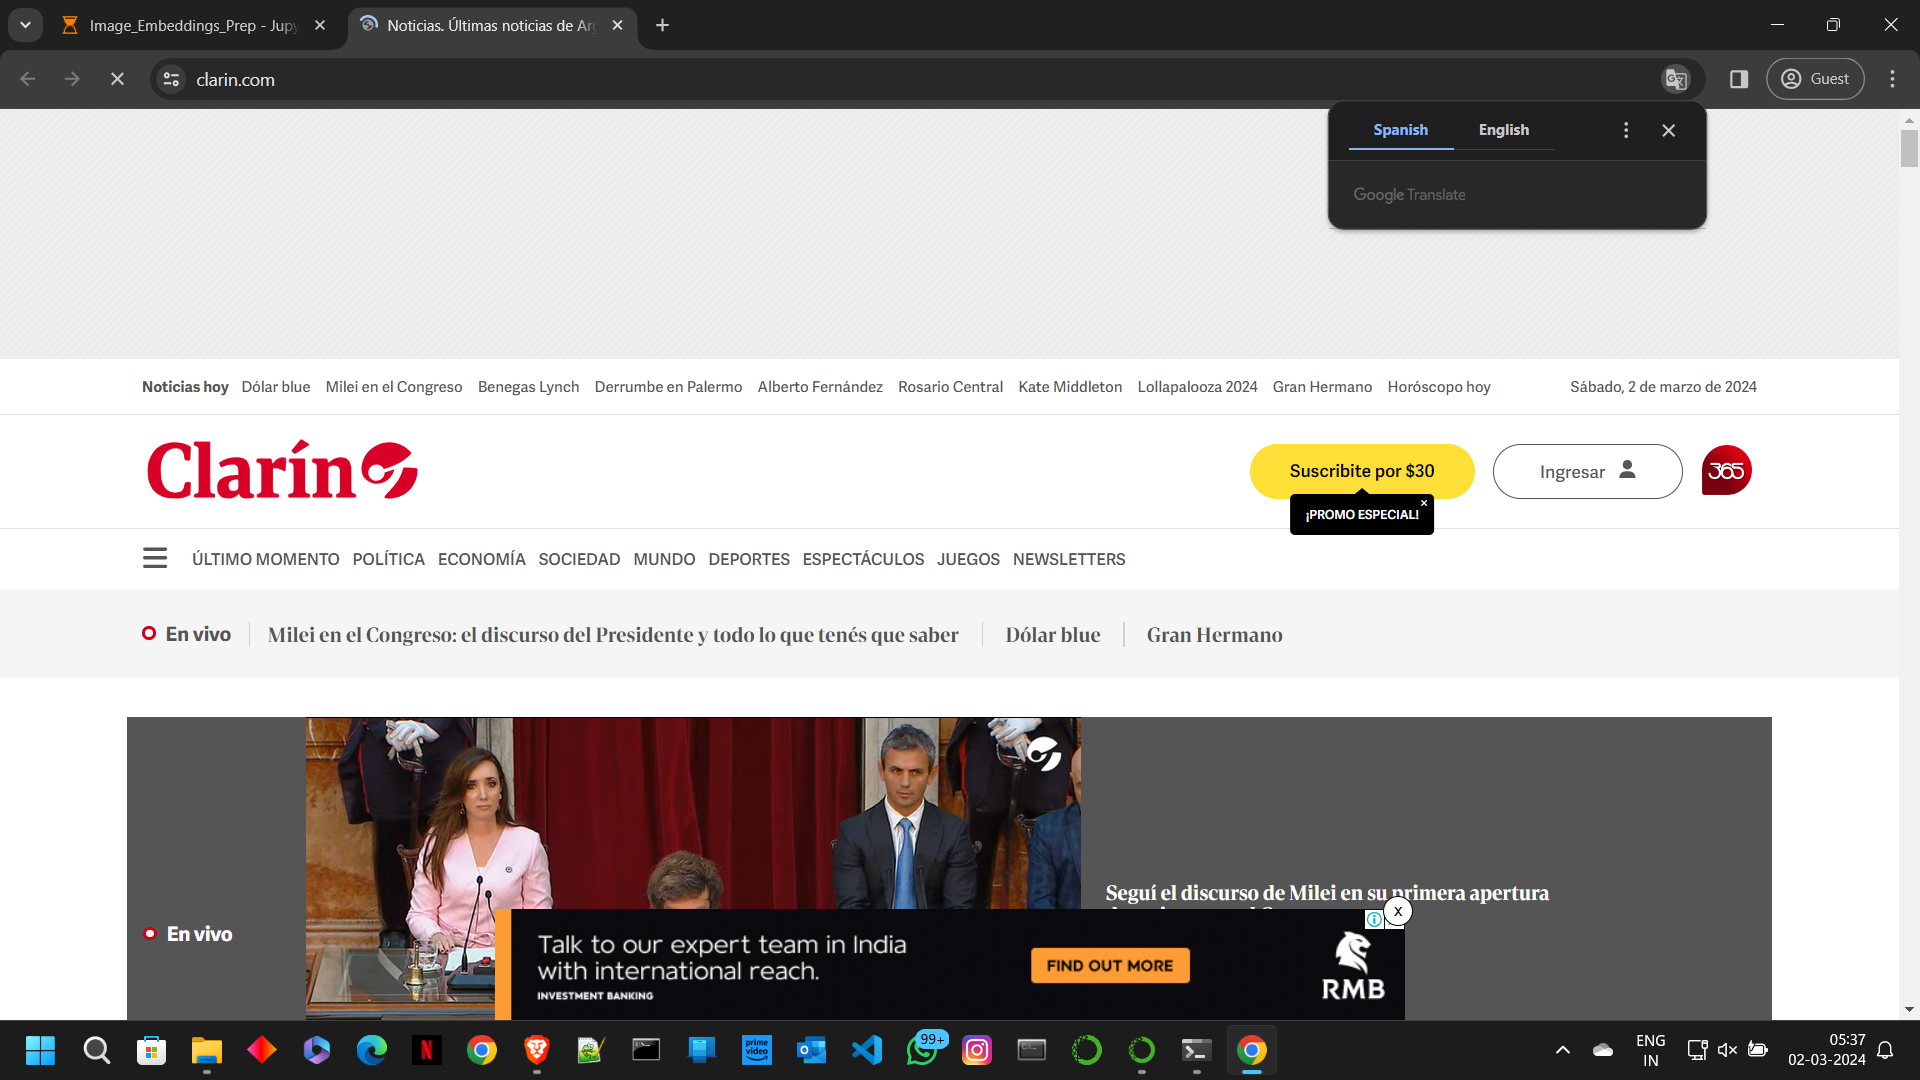 Image_Embeddings_Prep - Jupy
Noticias. Últimas noticias de Ar
clarin.com
Guest
Spanish
English
Google Translate
Noticias hoy
Dólar blue
Milei en el Congreso
Benegas Lynch
Derrumbe en Palermo
Alberto Fernández
Rosario Central
Kate Middleton
Lollapalooza 2024
Gran Hermano
Horóscopo hoy
Sábado, 2 de marzo de 2024
Clarín
Suscribite por $30
Ingresar
365
¡PROMO ESPECIAL!
ÚLTIMO MOMENTO
POLÍTICA
ECONOMÍA
SOCIEDAD
MUNDO
DEPORTES
ESPECTÁCULOS
JUEGOS
NEWSLETTERS
En vivo
Milei en el Congreso: el discurso del Presidente y todo lo que tenés que saber
Dólar blue
Gran Hermano
Seguí el discurso de Milei en su primera apertura
En vivo
x
Talk to our expert team in India
with international reach.
INVESTMENT BANKING
FIND OUT MORE
RMB
99+
prime video
ENG
IN
05:37
02-03-2024